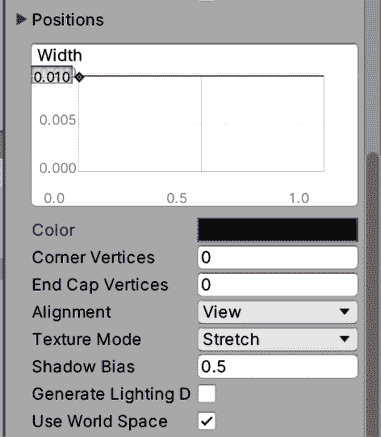 Positions
Width
0.010
0.005
0.000
0.0 0.5 1.0
Color
Corner Vertices 0
End Cap Vertices 0
Alignment View
Texture Mode Stretch
Shadow Bias 0.5
Generate Lighting D
Use World Space